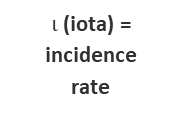 ι (iota) =
incidence
rate